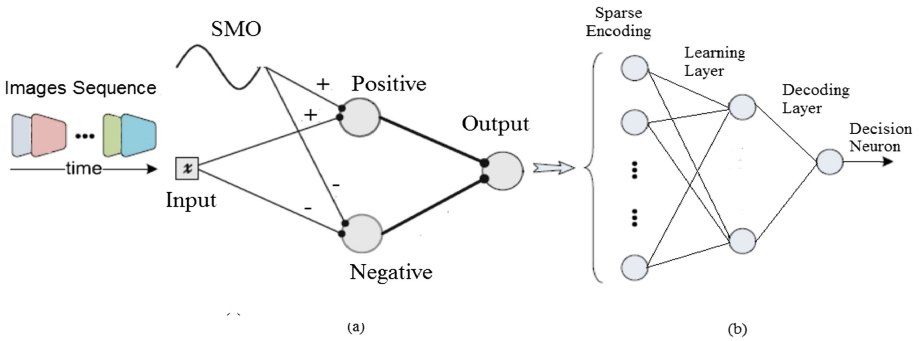 SMO
Images Sequence
time
x
Input
+
+
-
-
Positive
Negative
Output
(a)
Sparse
Encoding
Learning
Layer
Decoding
Layer
Decision
Neuron
(b)